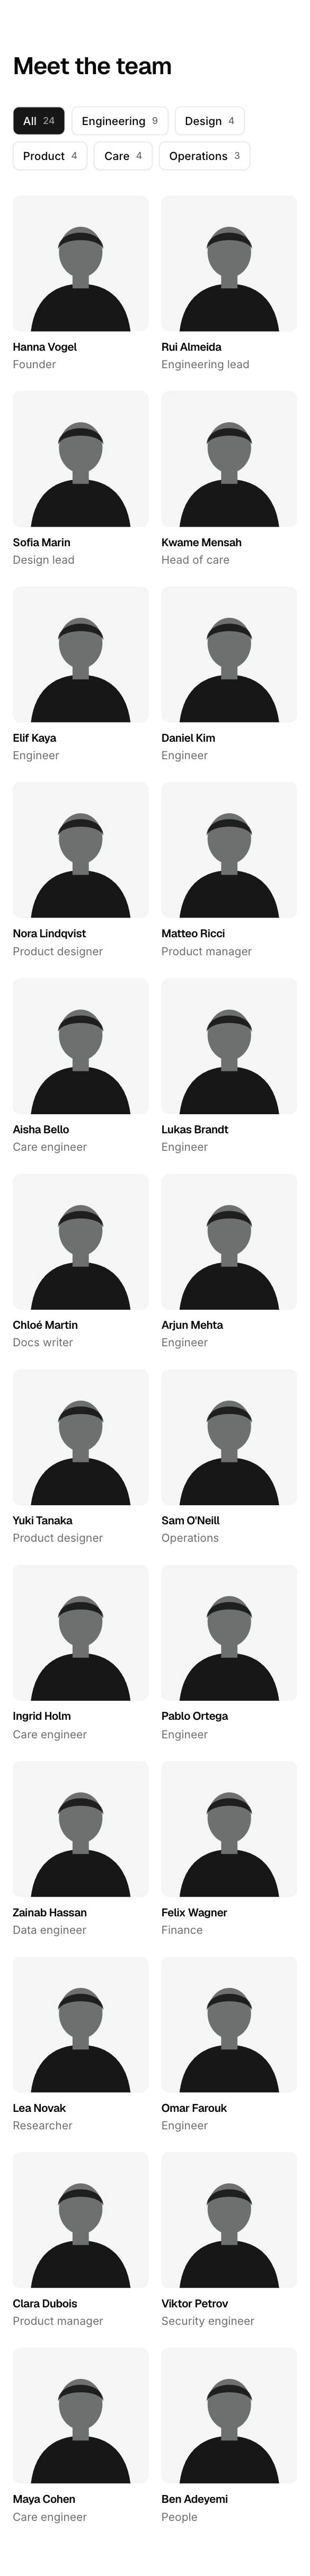 Meet the team
All 24 Engineering 9 Design 4
Product 4 Care 4 Operations 3
Hanna Vogel Rui Almeida
Founder Engineering lead
Sofia Marin Kwame Mensah
Design lead Head of care
Elif Kaya Daniel Kim
Engineer Engineer
Nora Lindqvist Matteo Ricci
Product designer Product manager
Aisha Bello Lukas Brandt
Care engineer Engineer
Chloé Martin Arjun Mehta
Docs writer Engineer
Yuki Tanaka Sam O'Neill
Product designer Operations
Ingrid Holm Pablo Ortega
Care engineer Engineer
Zainab Hassan Felix Wagner
Data engineer Finance
Lea Novak Omar Farouk
Researcher Engineer
Clara Dubois Viktor Petrov
Product manager Security engineer
Maya Cohen Ben Adeyemi
Care engineer People